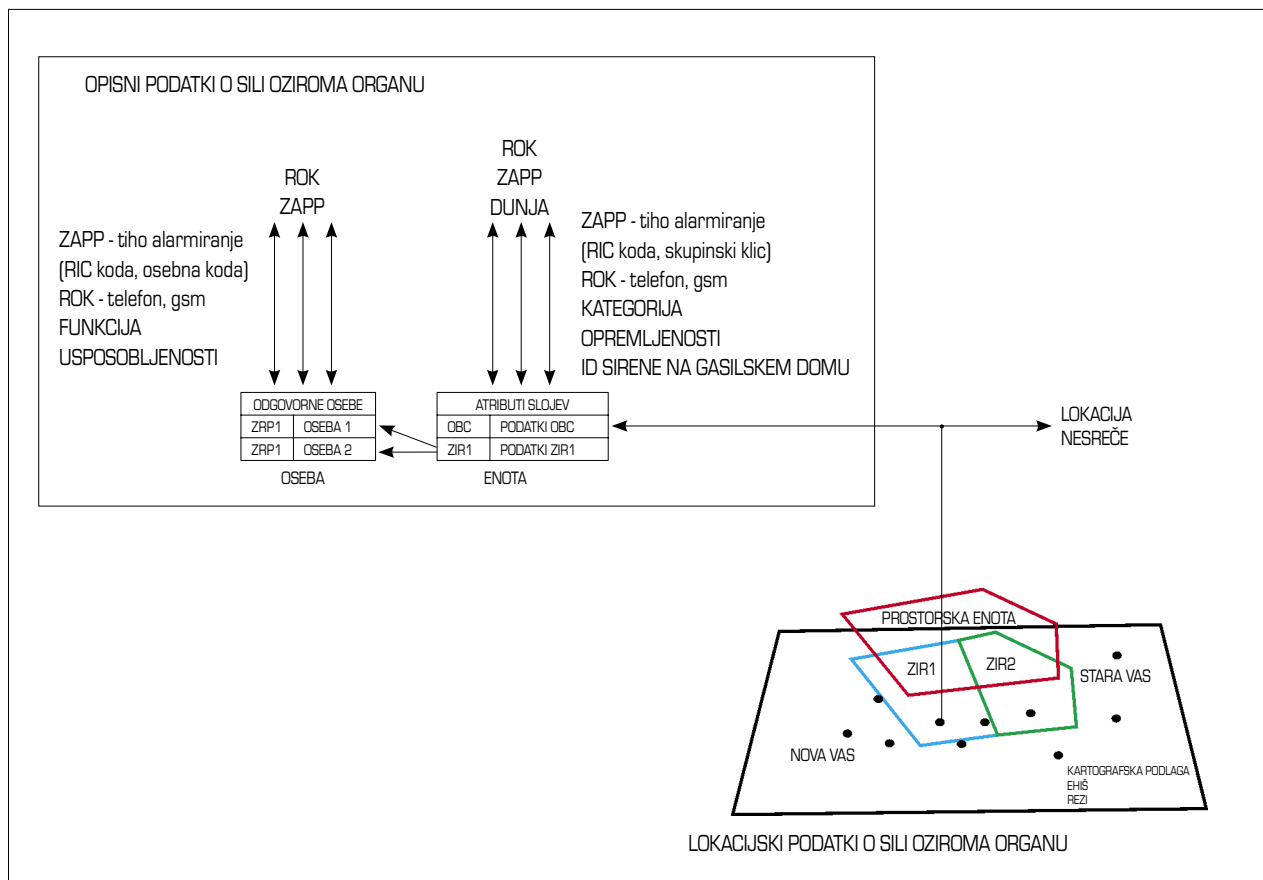 OPISNI PODATKI O SILI OZIROMA ORGANU
ROK
ZAPP
ZAPP - tiho alarmiranje
(RIC koda, osebna koda)
ROK - telefon, gsm
FUNKCIJA
USPOSOBLJENOSTI
ROK
ZAPP
DUNJA
ZAPP - tiho alarmiranje
(RIC koda, skupinski klic)
ROK - telefon, gsm
KATEGORIJA
OPREMLJENOSTI
ID SIRENE NA GASILSKEM DOMU
ODGOVORNE OSEBE
ZRP1 OSEBA 1
ZRP1 OSEBA 2
OSEBA
ATRIBUTI SLOJEV
OBC PODATKI OBC
ZIR1 PODATKI ZIR1
ENOTA
LOKACIJA
NESREČE
PROSTORSKA ENOTA
ZIR1
ZIR2
STARA VAS
NOVA VAS
KARTOGRAFSKA PODLAGA
EHIŠ
REZI
LOKACIJSKI PODATKI O SILI OZIROMA ORGANU